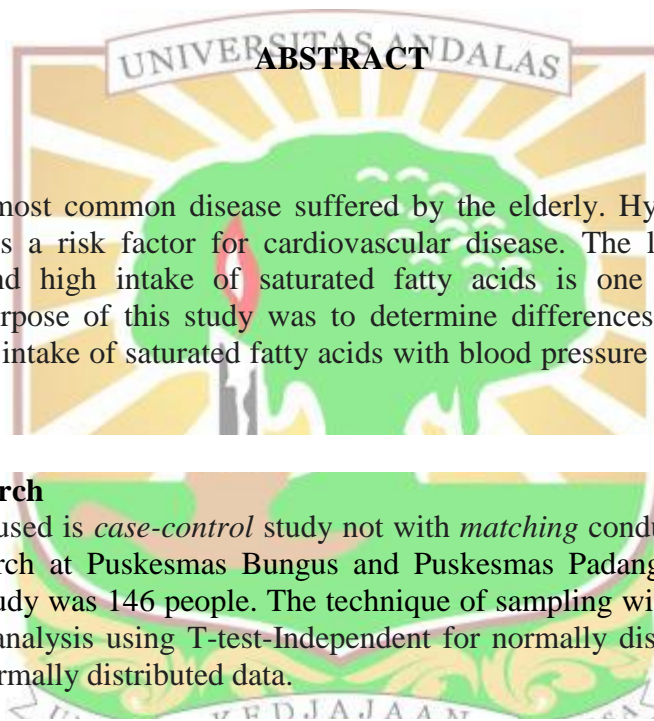 UNIVERSITAS ANDALAS
ABSTRACT
most common disease suffered by the elderly. Hy
s a risk factor for cardiovascular disease. The l
nd high intake of saturated fatty acids is one
rpose of this study was to determine differences
intake of saturated fatty acids with blood pressure
rch
used is case-control study not with matching condu
rch at Puskesmas Bungus and Puskesmas Padang
udy was 146 people. The technique of sampling wi
analysis using T-test-Independent for normally dis
rmally distributed data.
KEDJAJAAN